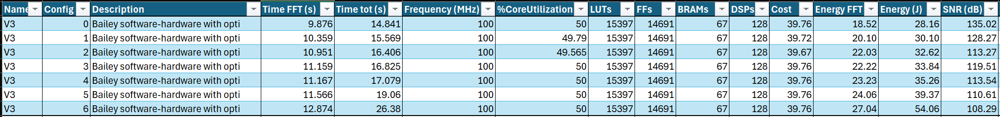 Name Config Description Time FFT (s) Time tot (s) Frequency (MHz) %CoreUtilization LUTs FFs BRAMs DSPs Cost Energy FFT Energy (J) SNR (dB)
V3 0 Bailey software-hardware with opti 9.876 14.841 100 50 15397 14691 67 128 39.76 18.52 28.16 135.02
V3 1 Bailey software-hardware with opti 10.359 15.569 100 49.79 15397 14691 67 128 39.72 20.10 30.10 128.27
V3 2 Bailey software-hardware with opti 10.951 16.406 100 49.565 15397 14691 67 128 39.67 22.03 32.62 113.27
V3 3 Bailey software-hardware with opti 11.159 16.825 100 50 15397 14691 67 128 39.76 22.22 33.84 119.51
V3 4 Bailey software-hardware with opti 11.167 17.079 100 50 15397 14691 67 128 39.76 23.23 35.26 113.54
V3 5 Bailey software-hardware with opti 11.566 19.06 100 50 15397 14691 67 128 39.76 24.06 39.37 110.61
V3 6 Bailey software-hardware with opti 12.874 26.38 100 50 15397 14691 67 128 39.76 27.04 54.06 108.29